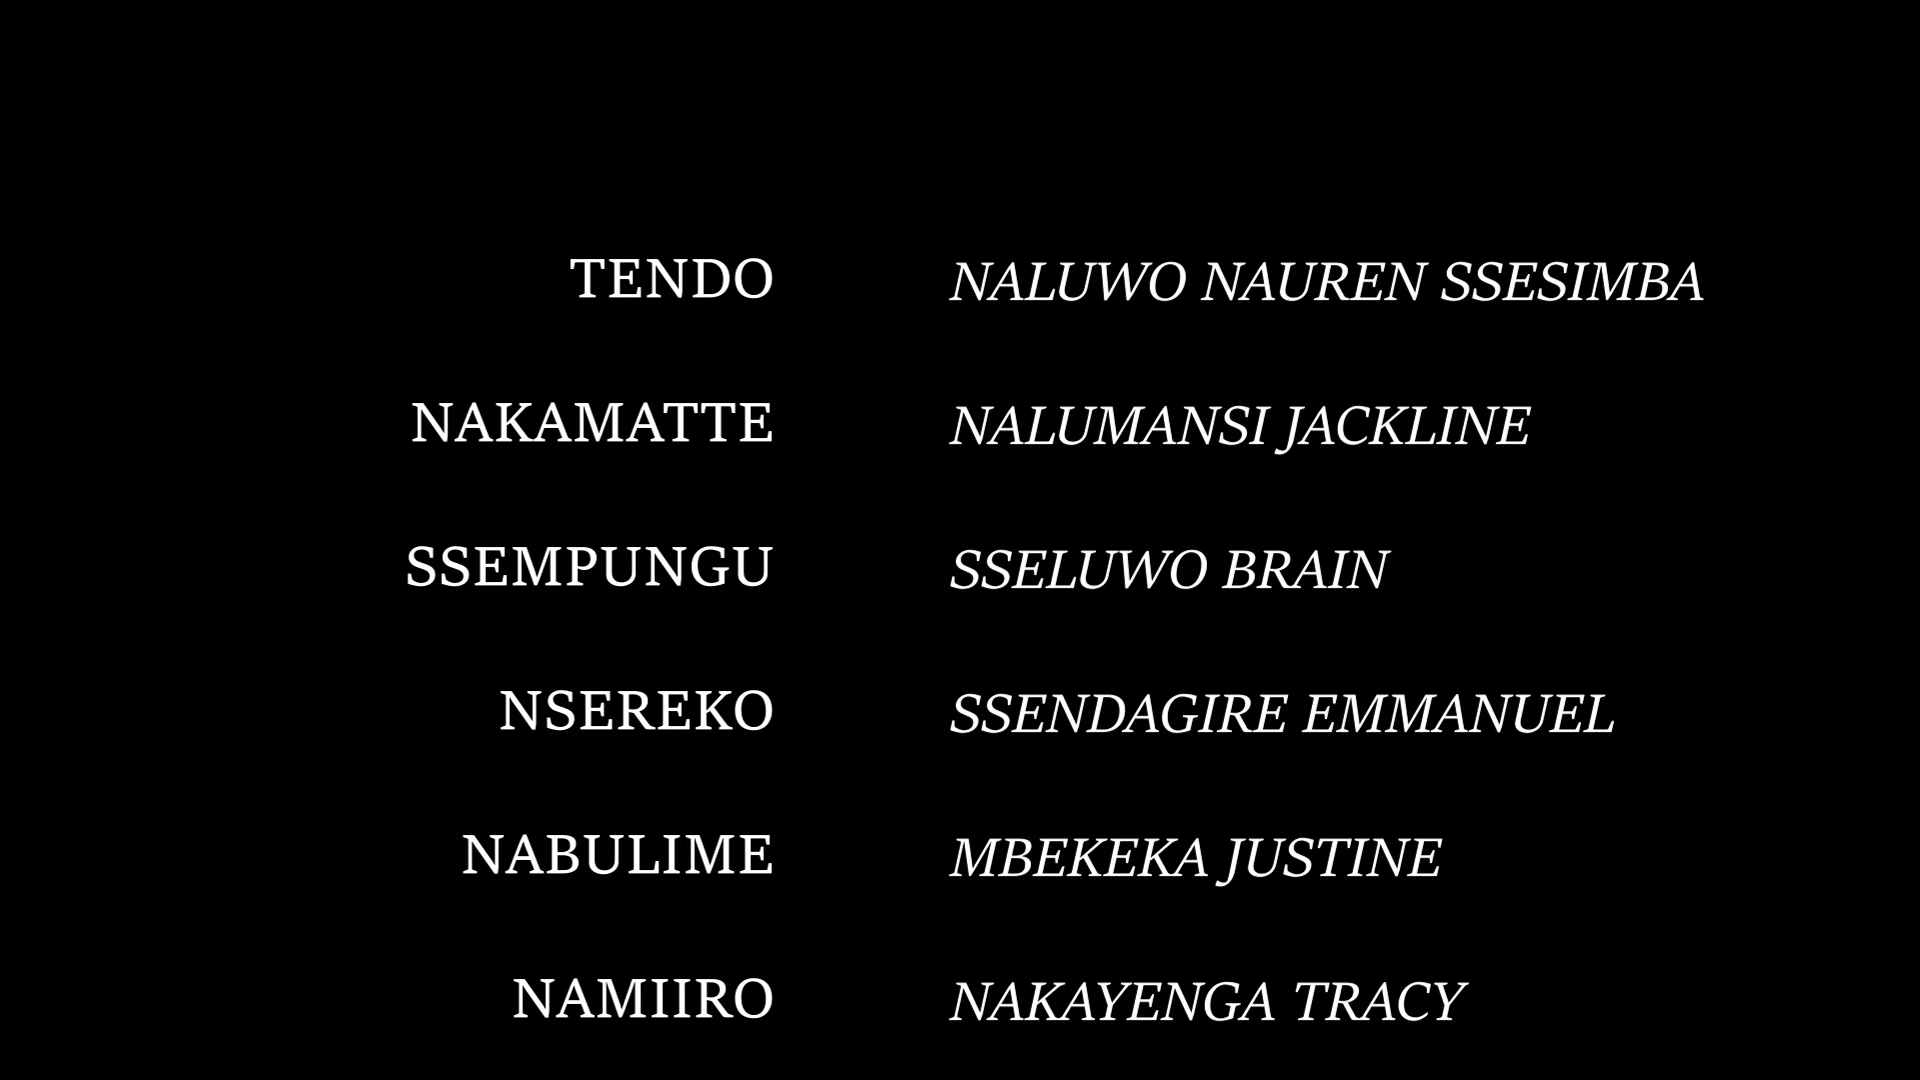 TENDO NALUWO NAUREN SSESIMBA
NAKAMATTE NALUMANSI JACKLINE
SSEMPUNGU SSELUWO BRAIN
NSEREKO SSENDAGIRE EMMANUEL
NABULIME MBEKEKA JUSTINE
NAMIIRO NAKAYENGA TRACY